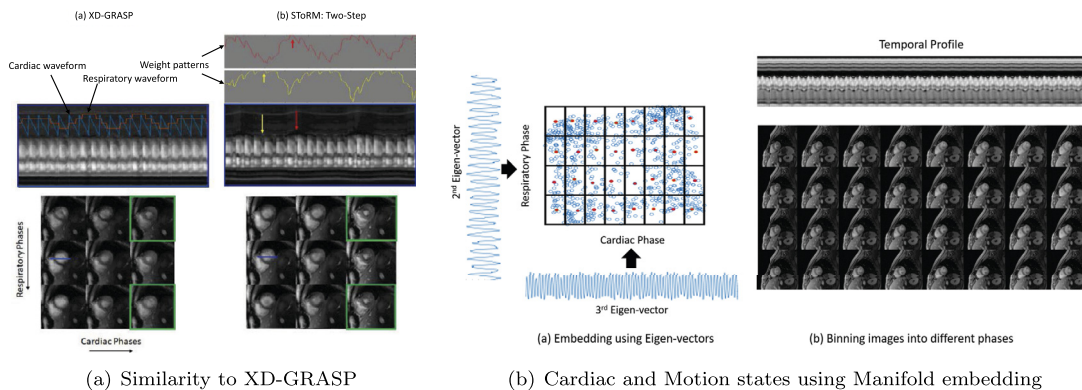 (a) XD-GRASP
(b) SToRM: Two-Step
Cardiac waveform
Weight patterns
Respiratory waveform
Respiratory Phases
Cardiac Phases
(a) Similarity to XD-GRASP
2nd Eigen-vector
Respiratory Phase
Cardiac Phase
3rd Eigen-vector
(a) Embedding using Eigen-vectors
Temporal Profile
(b) Binning images into different phases
(b) Cardiac and Motion states using Manifold embedding